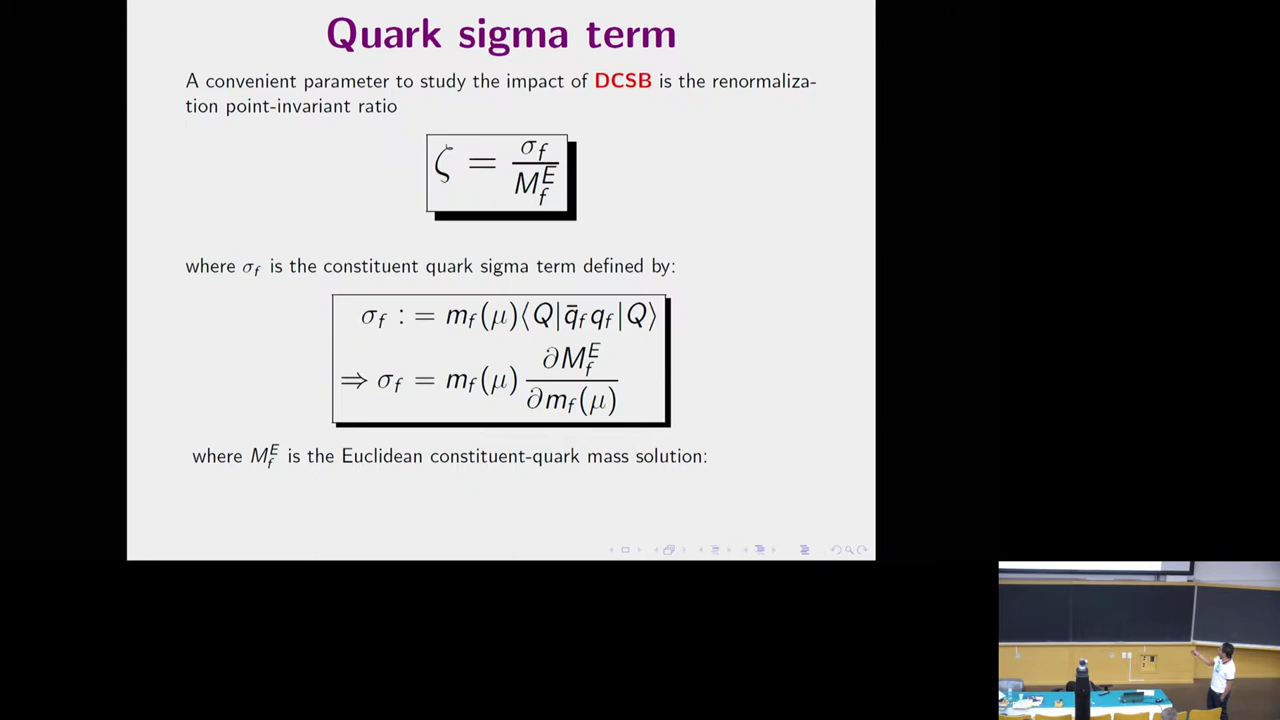 Quark sigma term
A convenient parameter to study the impact of DCSB is the renormaliza-
tion point-invariant ratio
ζ = σ_f / M_f^E
where σ_f is the constituent quark sigma term defined by:
σ_f := m_f(μ)⟨Q|q̄_f q_f|Q⟩
⇒ σ_f = m_f(μ) ∂M_f^E / ∂m_f(μ)
where M_f^E is the Euclidean constituent-quark mass solution: